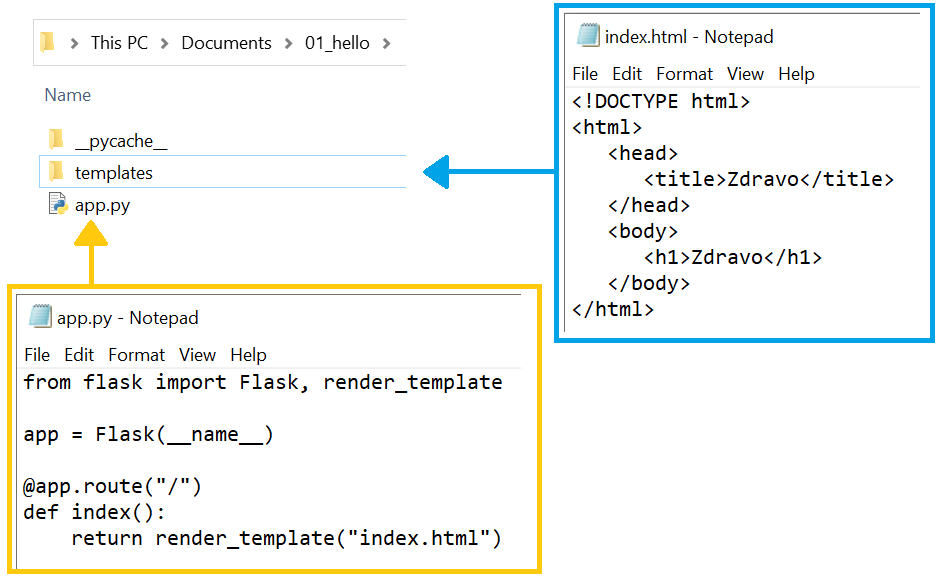 This PC > Documents > 01_hello >
Name
__pycache__
templates
app.py
index.html - Notepad
File Edit Format View Help
<!DOCTYPE html>
<html>
   <head>
      <title>Zdravo</title>
   </head>
   <body>
      <h1>Zdravo</h1>
   </body>
</html>
app.py - Notepad
File Edit Format View Help
from flask import Flask, render_template

app = Flask(__name__)

@app.route("/")
def index():
    return render_template("index.html")